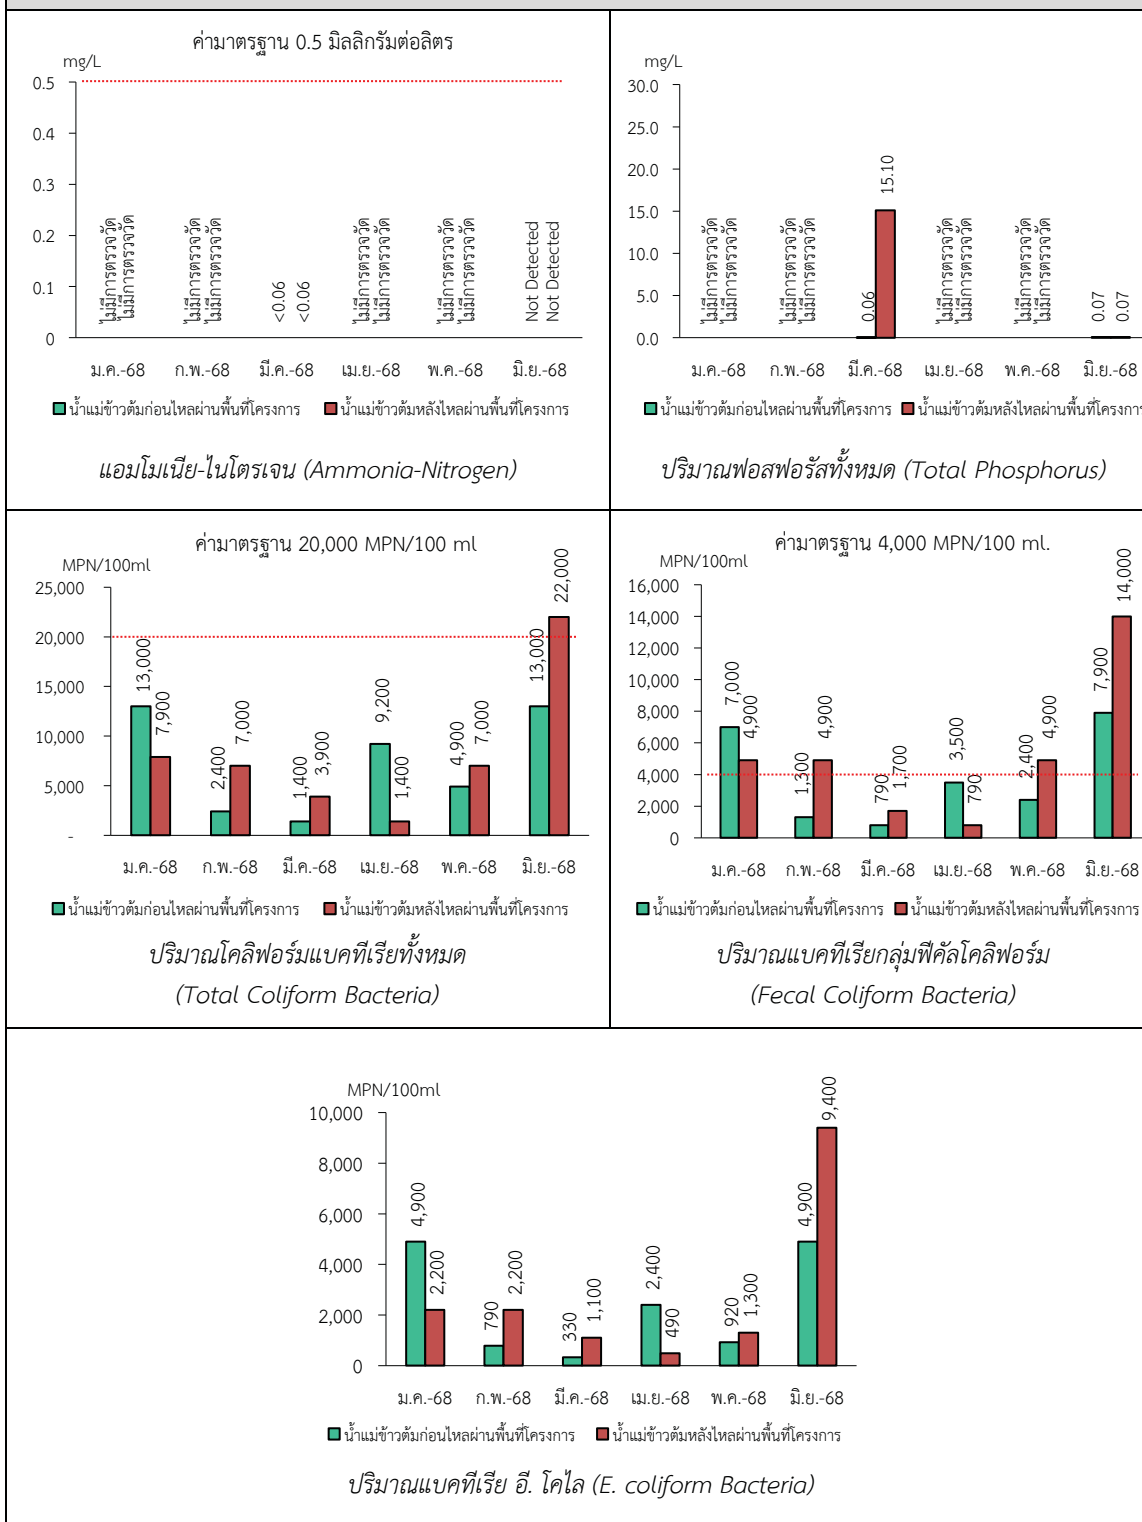 ค่ามาตรฐาน 0.5 มิลลิกรัมต่อลิตร
mg/L
0.5
0.4
0.3
0.2
0.1
0
ไม่มีการตรวจวัด
ไม่มีการตรวจวัด
ไม่มีการตรวจวัด
ไม่มีการตรวจวัด
<0.06
<0.06
ไม่มีการตรวจวัด
ไม่มีการตรวจวัด
ไม่มีการตรวจวัด
ไม่มีการตรวจวัด
Not Detected
Not Detected
ม.ค.-68 ก.พ.-68 มี.ค.-68 เม.ย.-68 พ.ค.-68 มิ.ย.-68
น้ำแม่ข้าวต้มก่อนไหลผ่านพื้นที่โครงการ น้ำแม่ข้าวต้มหลังไหลผ่านพื้นที่โครงการ
แอมโมเนีย-ไนโตรเจน (Ammonia-Nitrogen)
mg/L
30.0
25.0
20.0
15.0
10.0
5.0
0.0
ไม่มีการตรวจวัด
ไม่มีการตรวจวัด
ไม่มีการตรวจวัด
ไม่มีการตรวจวัด
0.06
15.10
ไม่มีการตรวจวัด
ไม่มีการตรวจวัด
ไม่มีการตรวจวัด
ไม่มีการตรวจวัด
0.07
0.07
ม.ค.-68 ก.พ.-68 มี.ค.-68 เม.ย.-68 พ.ค.-68 มิ.ย.-68
น้ำแม่ข้าวต้มก่อนไหลผ่านพื้นที่โครงการ น้ำแม่ข้าวต้มหลังไหลผ่านพื้นที่โครงการ
ปริมาณฟอสฟอรัสทั้งหมด (Total Phosphorus)
ค่ามาตรฐาน 20,000 MPN/100 ml
MPN/100ml
25,000
20,000
15,000
10,000
5,000
-
13,000
7,900
2,400
7,000
1,400
3,900
9,200
1,400
4,900
7,000
13,000
22,000
ม.ค.-68 ก.พ.-68 มี.ค.-68 เม.ย.-68 พ.ค.-68 มิ.ย.-68
น้ำแม่ข้าวต้มก่อนไหลผ่านพื้นที่โครงการ น้ำแม่ข้าวต้มหลังไหลผ่านพื้นที่โครงการ
ปริมาณโคลิฟอร์มแบคทีเรียทั้งหมด
(Total Coliform Bacteria)
ค่ามาตรฐาน 4,000 MPN/100 ml.
MPN/100ml
16,000
14,000
12,000
10,000
8,000
6,000
4,000
2,000
0
7,000
4,900
1,300
4,900
790
1,700
3,500
790
2,400
4,900
7,900
14,000
ม.ค.-68 ก.พ.-68 มี.ค.-68 เม.ย.-68 พ.ค.-68 มิ.ย.-68
น้ำแม่ข้าวต้มก่อนไหลผ่านพื้นที่โครงการ น้ำแม่ข้าวต้มหลังไหลผ่านพื้นที่โครงการ
ปริมาณแบคทีเรียกลุ่มฟีคัลโคลิฟอร์ม
(Fecal Coliform Bacteria)
MPN/100ml
10,000
8,000
6,000
4,000
2,000
0
4,900
2,200
790
2,200
330
1,100
2,400
490
920
1,300
4,900
9,400
ม.ค.-68 ก.พ.-68 มี.ค.-68 เม.ย.-68 พ.ค.-68 มิ.ย.-68
น้ำแม่ข้าวต้มก่อนไหลผ่านพื้นที่โครงการ น้ำแม่ข้าวต้มหลังไหลผ่านพื้นที่โครงการ
ปริมาณแบคทีเรีย อี. โคไล (E. coliform Bacteria)